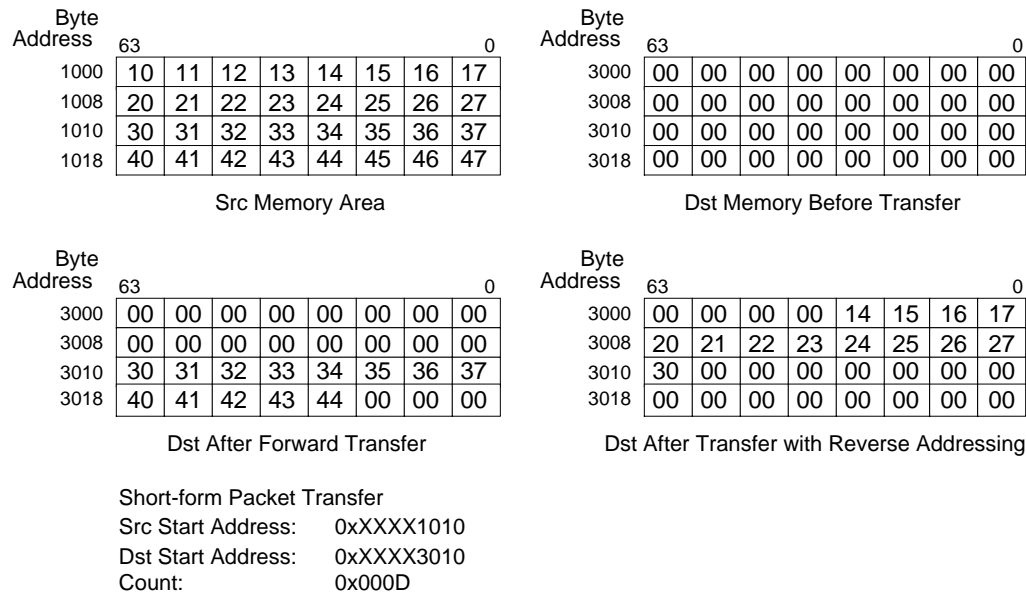 Byte
Address
63 0
1000 10 11 12 13 14 15 16 17
1008 20 21 22 23 24 25 26 27
1010 30 31 32 33 34 35 36 37
1018 40 41 42 43 44 45 46 47
Src Memory Area
Byte
Address
63 0
3000 00 00 00 00 00 00 00 00
3008 00 00 00 00 00 00 00 00
3010 00 00 00 00 00 00 00 00
3018 00 00 00 00 00 00 00 00
Dst Memory Before Transfer
Byte
Address
63 0
3000 00 00 00 00 00 00 00 00
3008 00 00 00 00 00 00 00 00
3010 30 31 32 33 34 35 36 37
3018 40 41 42 43 44 00 00 00
Dst After Forward Transfer
Byte
Address
63 0
3000 00 00 00 00 14 15 16 17
3008 20 21 22 23 24 25 26 27
3010 30 00 00 00 00 00 00 00
3018 00 00 00 00 00 00 00 00
Dst After Transfer with Reverse Addressing
Short-form Packet Transfer
Src Start Address: 0xXXXX1010
Dst Start Address: 0xXXXX3010
Count: 0x000D